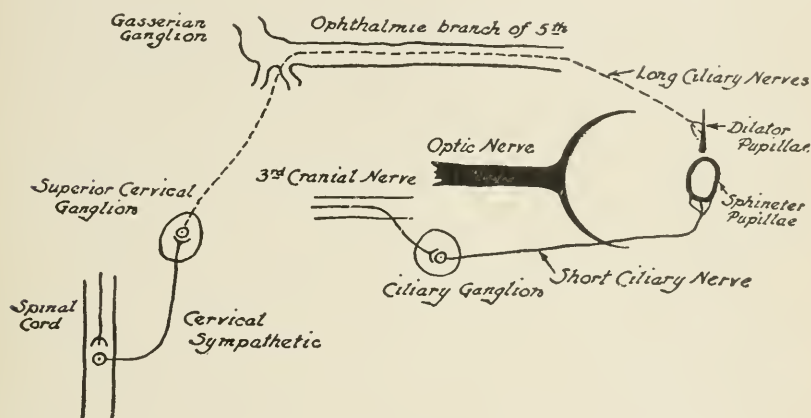 Gasserian
Ganglion
Ophthalmic branch of 5th
Long Ciliary Nerves
Dilator
Pupillae
Optic Nerve
3rd Cranial Nerve
Sphincter
Pupillae
Superior Cervical
Ganglion
Ciliary Ganglion
Short Ciliary Nerve
Spinal
Cord
Cervical
Sympathetic